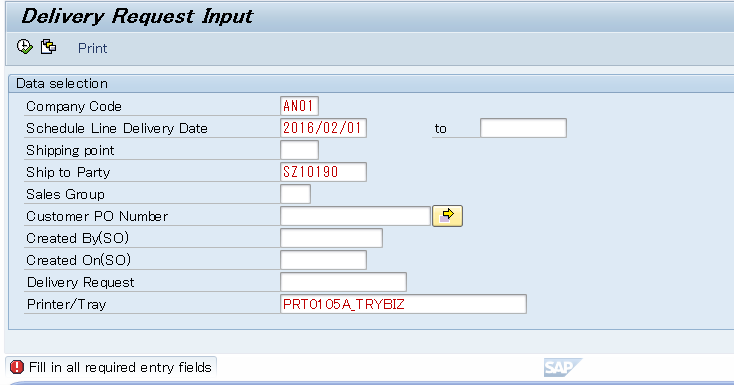 Delivery Request Input
Print
Data selection
Company Code AN01
Schedule Line Delivery Date 2016/02/01 to
Shipping point
Ship to Party SZ10190
Sales Group
Customer PO Number
Created By(SO)
Created On(SO)
Delivery Request
Printer/Tray PRT0105A_TRYBIZ
Fill in all required entry fields
SAP